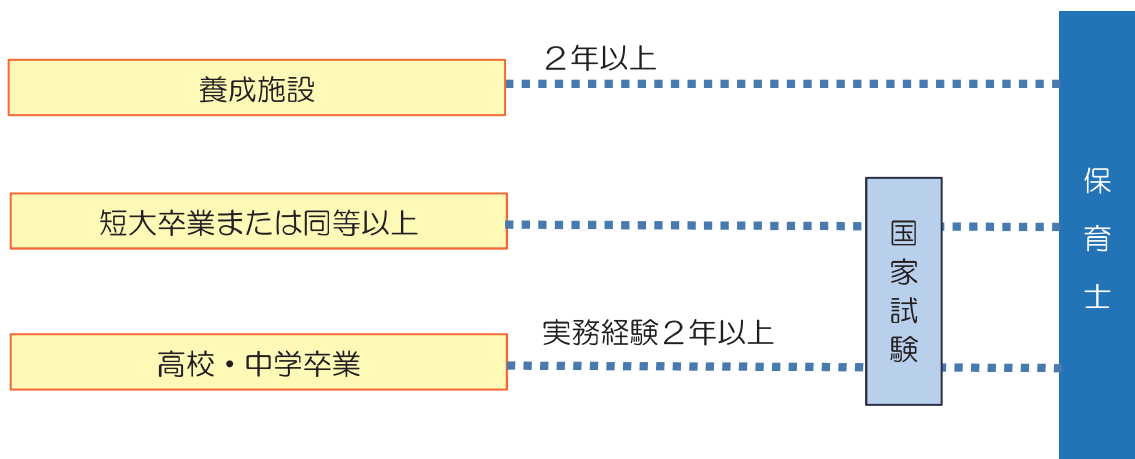 養成施設
２年以上
短大卒業または同等以上
高校・中学卒業
実務経験２年以上
国家試験
保育士